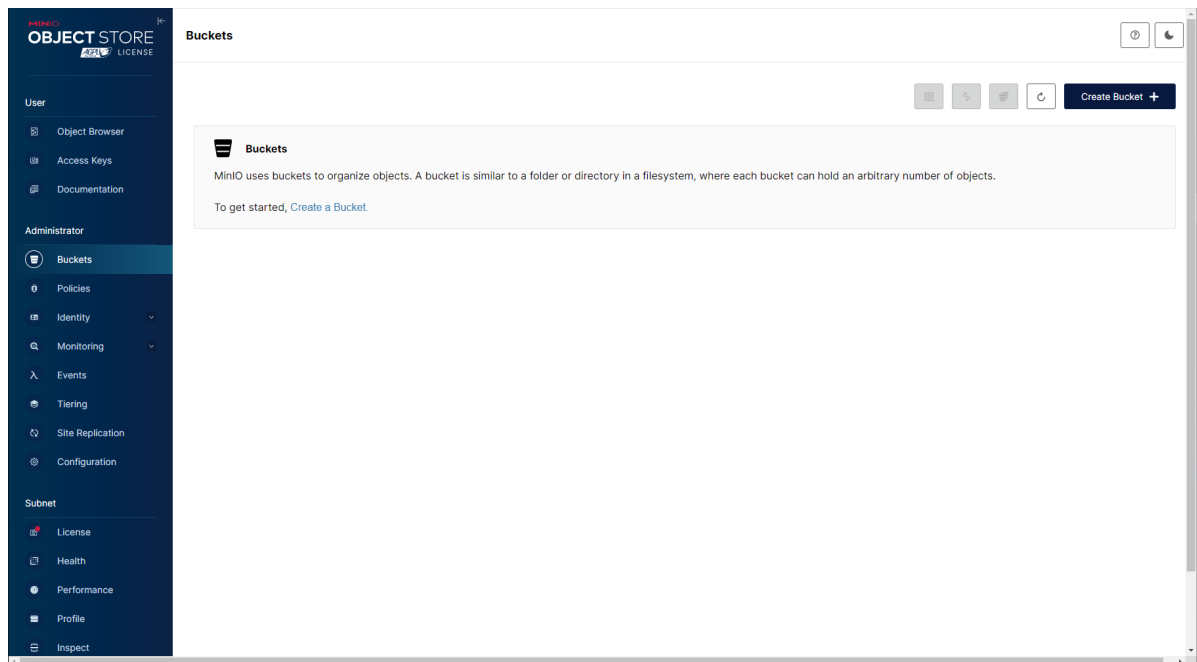 MINIO
OBJECT STORE
AGPLV3 LICENSE
User
Object Browser
Access Keys
Documentation
Administrator
Buckets
Policies
Identity
Monitoring
Events
Tiering
Site Replication
Configuration
Subnet
License
Health
Performance
Profile
Inspect
Buckets
Create Bucket +
Buckets
MinIO uses buckets to organize objects. A bucket is similar to a folder or directory in a filesystem, where each bucket can hold an arbitrary number of objects.
To get started, Create a Bucket.